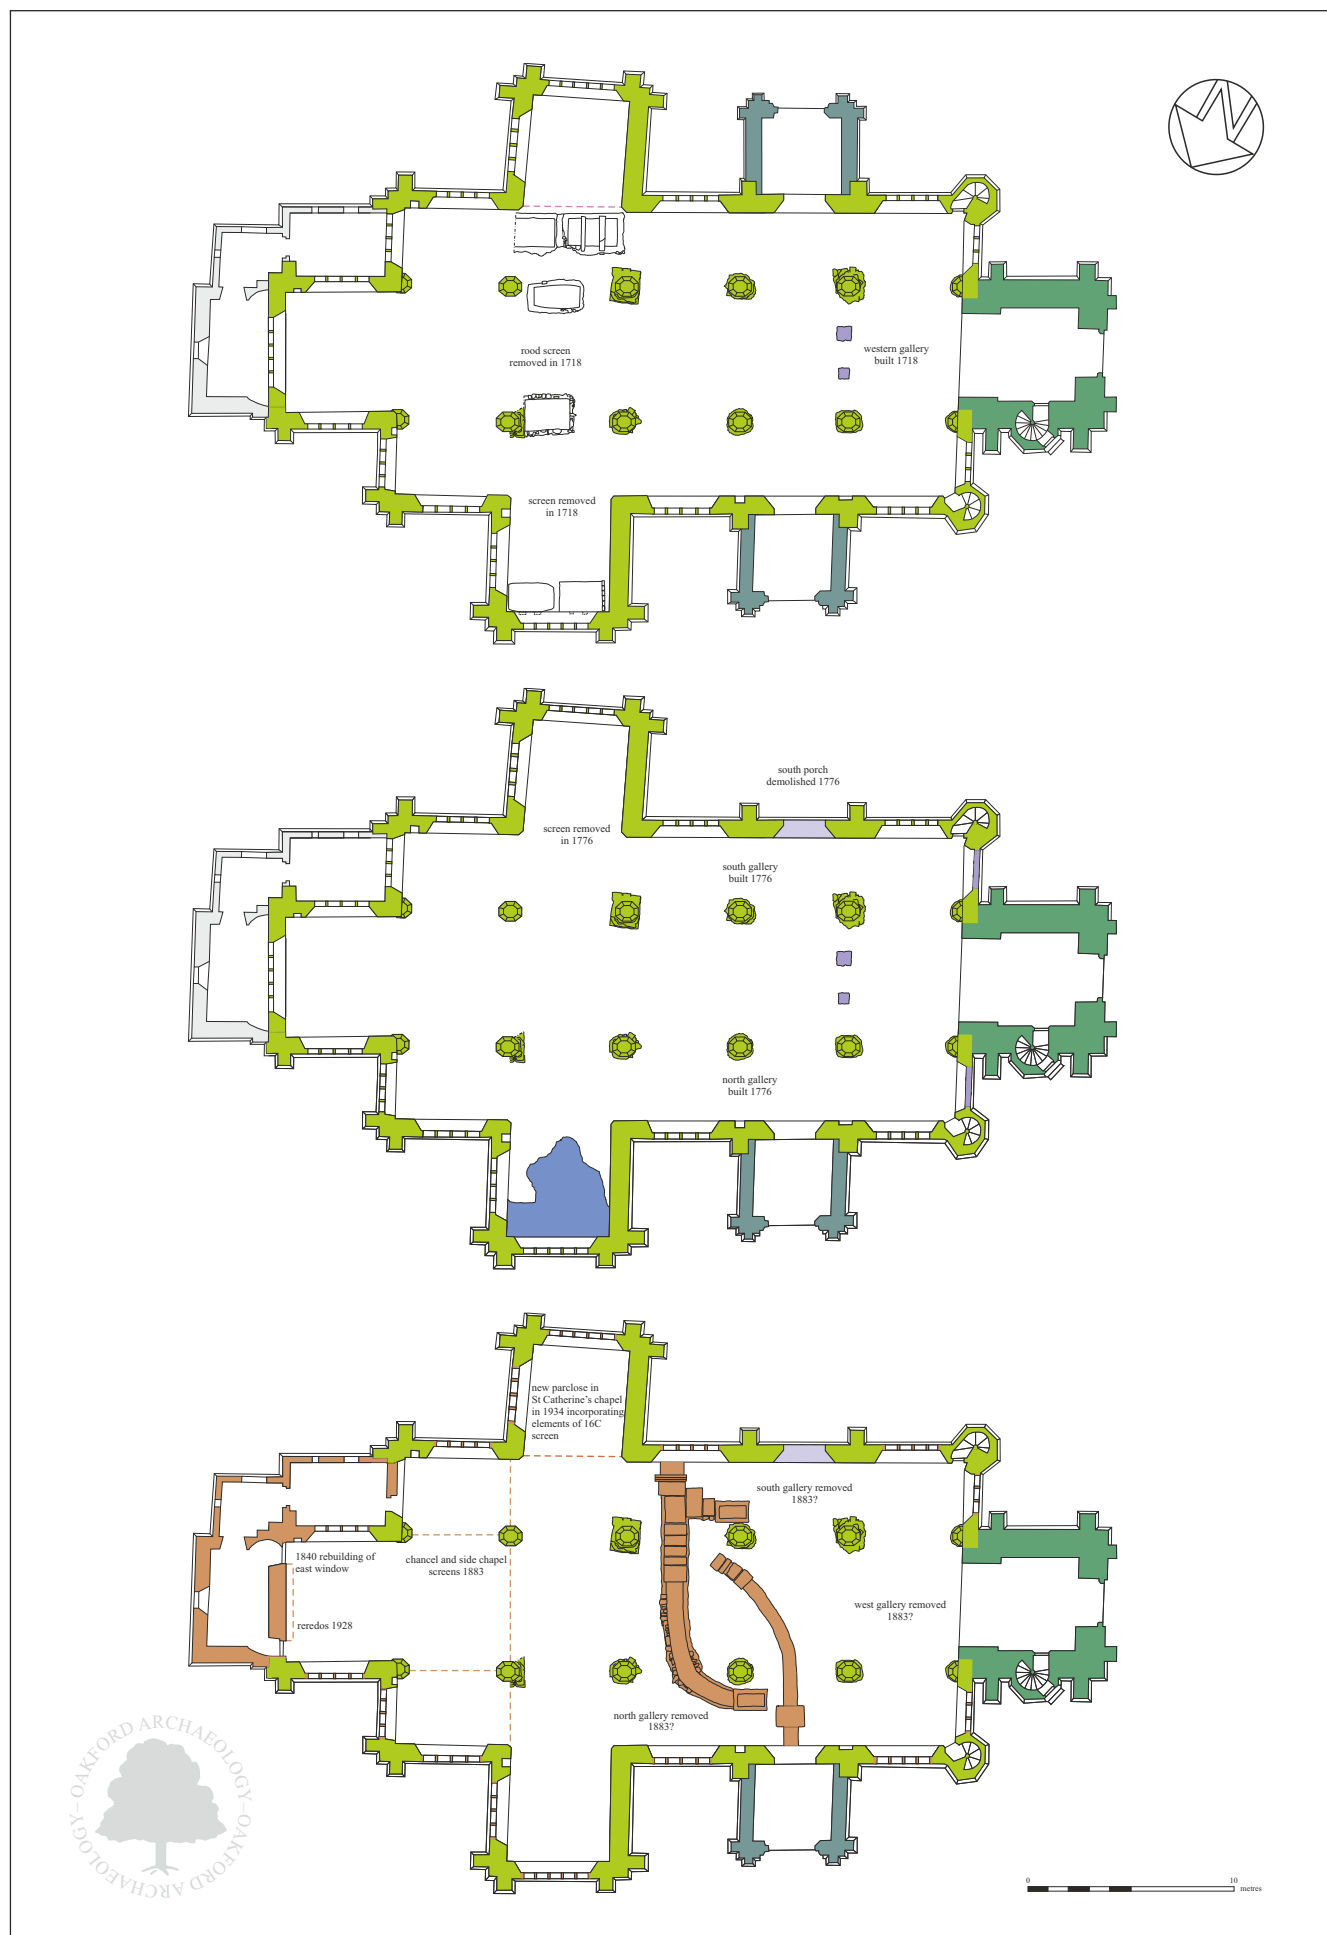 rood screen
removed in 1718
western gallery
built 1718
screen removed
in 1718
south porch
demolished 1776
screen removed
in 1776
south gallery
built 1776
north gallery
built 1776
new parclose in
St Catherine's chapel
in 1934 incorporating
elements of 16C
screen
south gallery removed
1883?
1840 rebuilding of
east window
chancel and side chapel
screens 1883
west gallery removed
1883?
reredos 1928
north gallery removed
1883?
OAKFORD ARCHAEOLOGY – OAKFORD ARCHAEOLOGY –
0 10
metres